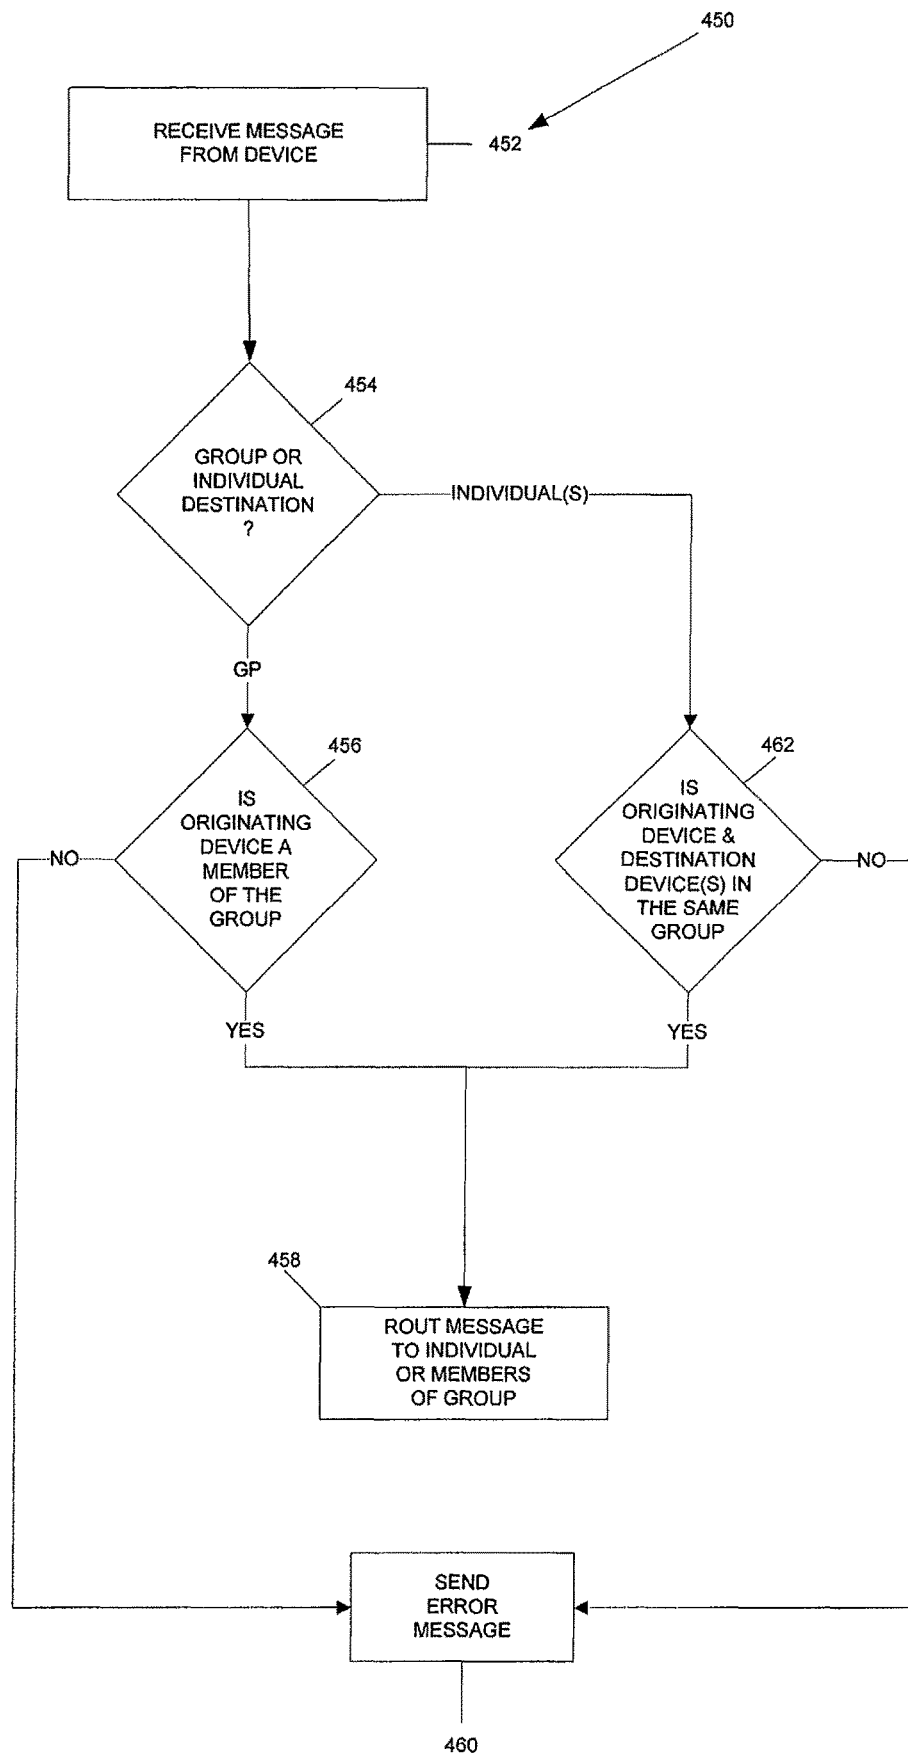 450
RECEIVE MESSAGE
FROM DEVICE
452
454
GROUP OR
INDIVIDUAL
DESTINATION
?
INDIVIDUAL(S)
GP
456
IS
ORIGINATING
DEVICE A
MEMBER
OF THE
GROUP
NO
YES
462
IS
ORIGINATING
DEVICE &
DESTINATION
DEVICE(S) IN
THE SAME
GROUP
NO
YES
458
ROUT MESSAGE
TO INDIVIDUAL
OR MEMBERS
OF GROUP
SEND
ERROR
MESSAGE
460